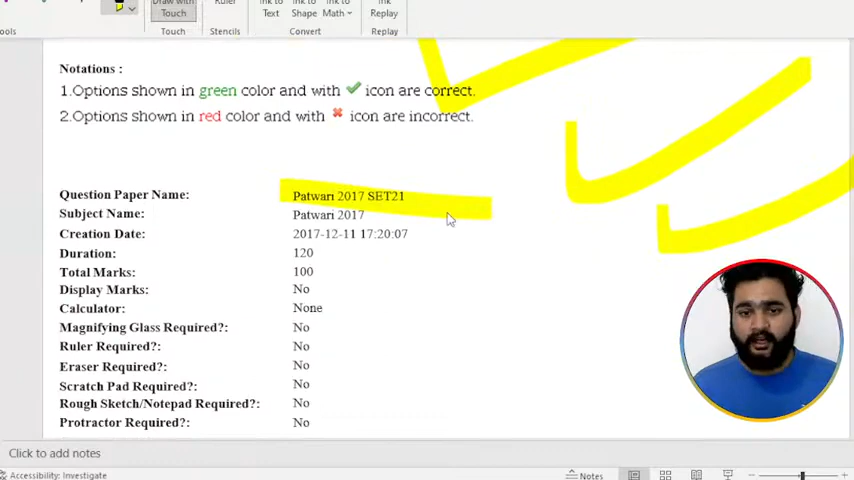 Draw with
Touch
Ruler
Ink to
Text
Ink to
Shape
Ink to
Math
Ink
Replay
ools
Touch
Stencils
Convert
Replay
Notations :
1.Options shown in green color and with icon are correct.
2.Options shown in red color and with icon are incorrect.
Question Paper Name: Patwari 2017 SET21
Subject Name: Patwari 2017
Creation Date: 2017-12-11 17:20:07
Duration: 120
Total Marks: 100
Display Marks: No
Calculator: None
Magnifying Glass Required?: No
Ruler Required?: No
Eraser Required?: No
Scratch Pad Required?: No
Rough Sketch/Notepad Required?: No
Protractor Required?: No
Click to add notes
Accessibility: Investigate
Notes